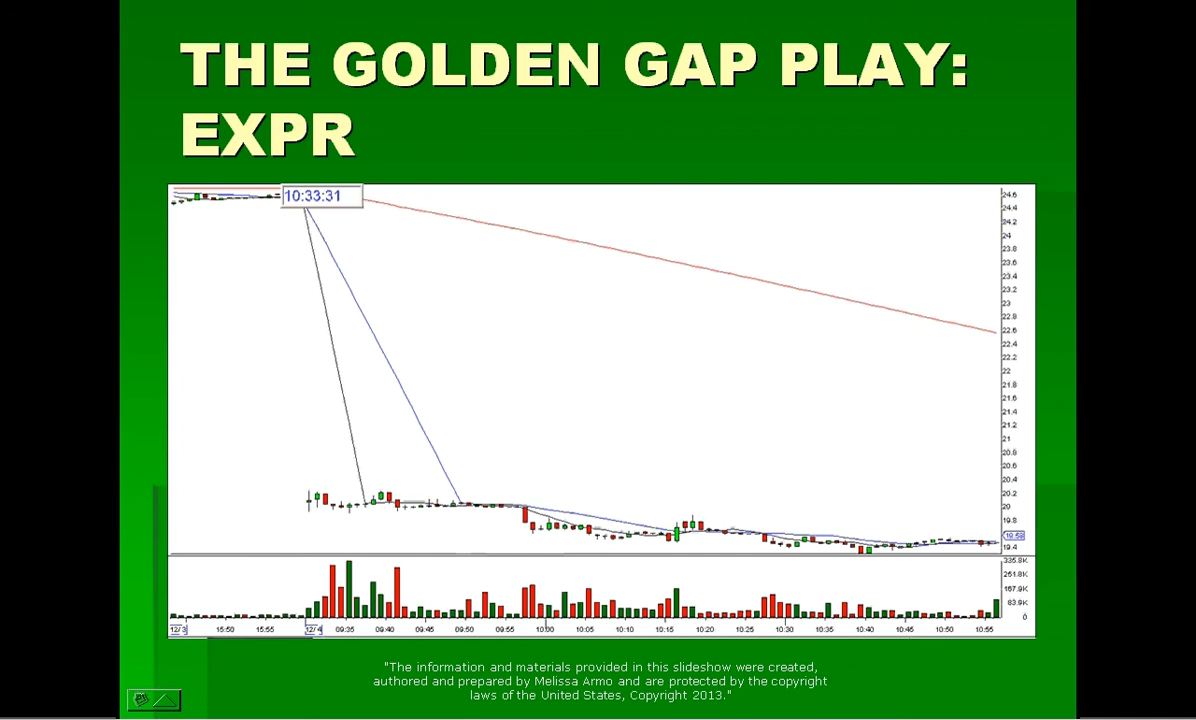 THE GOLDEN GAP PLAY:
EXPR
10:33:31
24.6
24.4
24.2
24
23.8
23.6
23.4
23.2
23
22.8
22.6
22.4
22.2
22
21.8
21.6
21.4
21.2
21
20.8
20.6
20.4
20.2
20
19.8
19.58
19.4
335.8K
251.8K
167.9K
83.9K
0
12/3 15:50 15:55 12/4 09:35 09:40 09:45 09:50 09:55 10:00 10:05 10:10 10:15 10:20 10:25 10:30 10:35 10:40 10:45 10:50 10:55
"The information and materials provided in this slideshow were created,
authored and prepared by Melissa Armo and are protected by the copyright
laws of the United States, Copyright 2013."